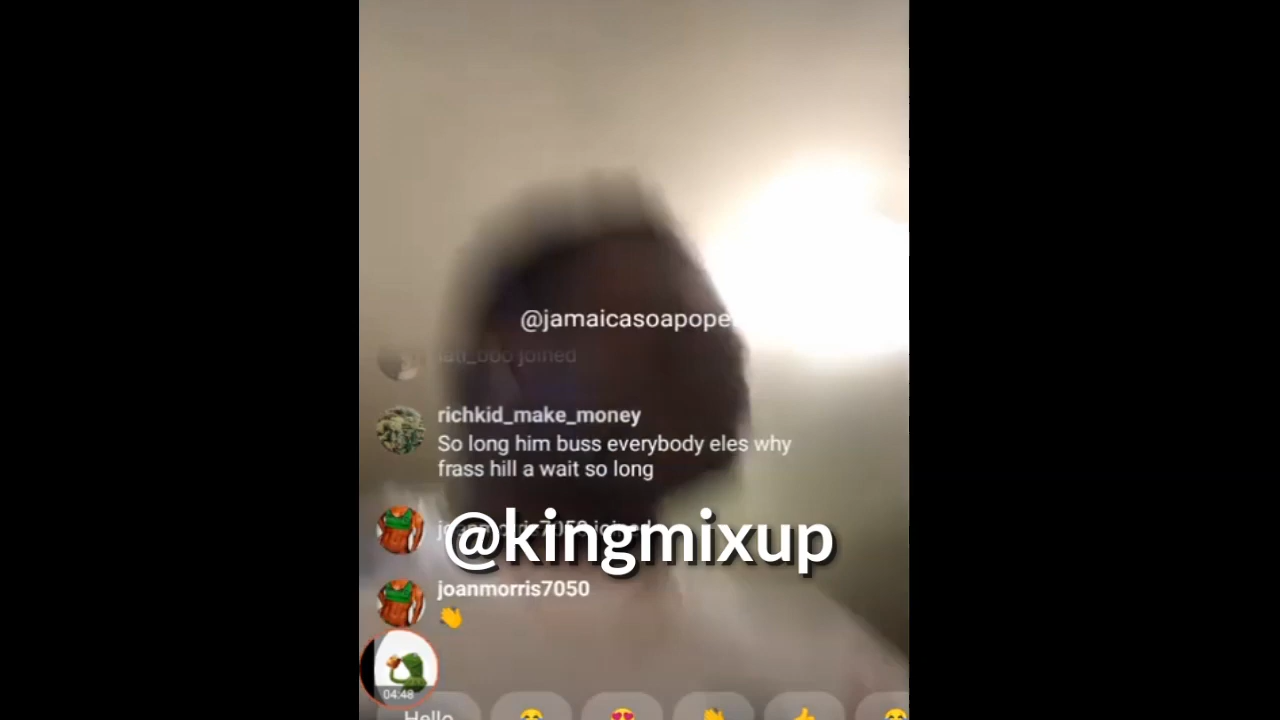 @jamaicasoapope
joined
richkid_make_money
So long him buss everybody eles why
frass hill a wait so long
@kingmixup
joanmorris7050
04:48
Hello